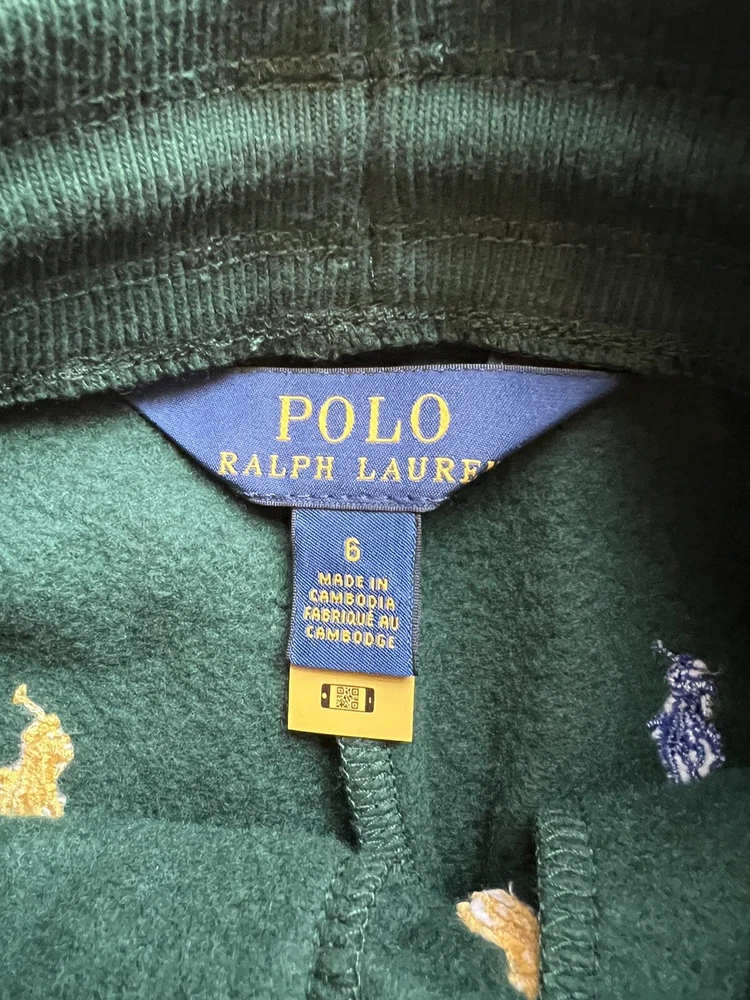 POLO
RALPH LAURE
6
MADE IN
CAMBODIA
FABRIQUÉ AU
CAMBODGE